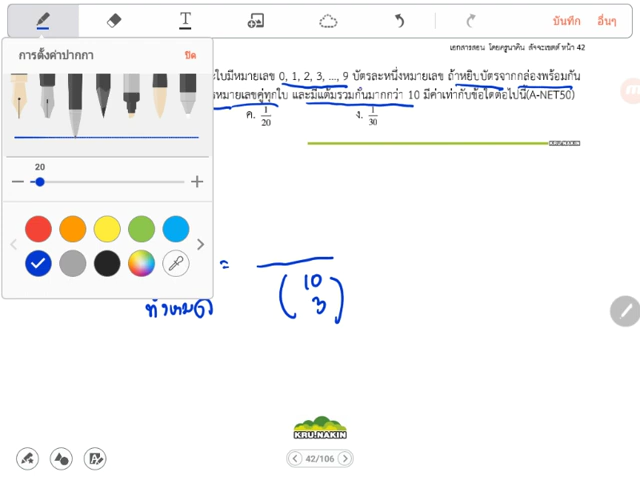 บันทึก อื่นๆ
เอกสารสอน โดยครูนาคิน สัจจะเขตต์ หน้า 42
การตั้งค่าปากกา ปิด
ะใบมีหมายเลข 0, 1, 2, 3, ..., 9 บัตรละหนึ่งหมายเลข ถ้าหยิบบัตรจากกล่องพร้อมกัน
หมายเลขคู่ทุกใบ และมีแต้มรวมกันมากกว่า 10 มีค่าเท่ากับข้อใดต่อไปนี้(A-NET50)
ค. 1/20 ง. 1/30
20
=
( 10
3 )
ทั้งหมด
KRU-NAKIN
42/106